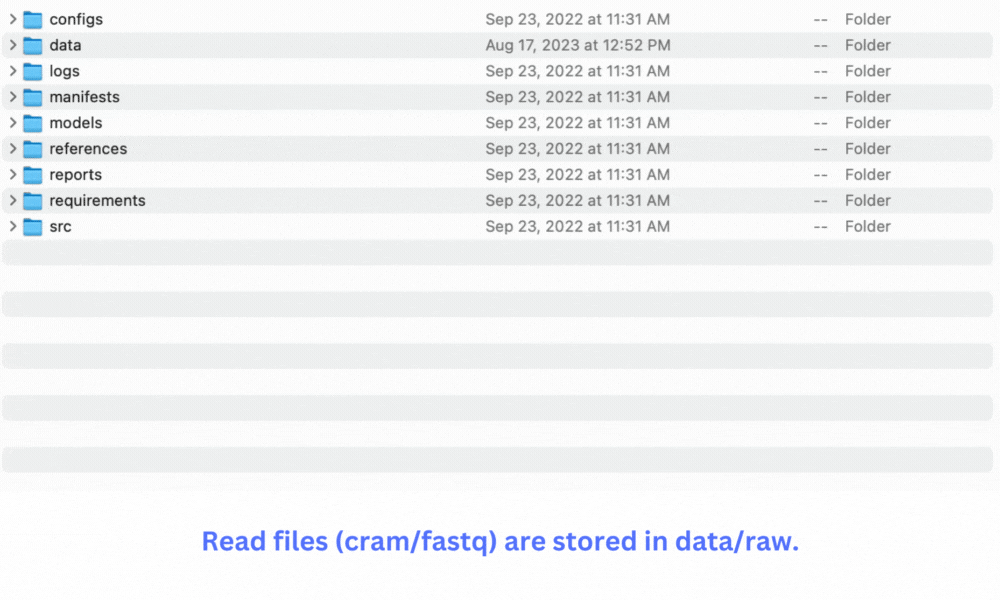 configs Sep 23, 2022 at 11:31 AM -- Folder
data Aug 17, 2023 at 12:52 PM -- Folder
logs Sep 23, 2022 at 11:31 AM -- Folder
manifests Sep 23, 2022 at 11:31 AM -- Folder
models Sep 23, 2022 at 11:31 AM -- Folder
references Sep 23, 2022 at 11:31 AM -- Folder
reports Sep 23, 2022 at 11:31 AM -- Folder
requirements Sep 23, 2022 at 11:31 AM -- Folder
src Sep 23, 2022 at 11:31 AM -- Folder
Read files (cram/fastq) are stored in data/raw.